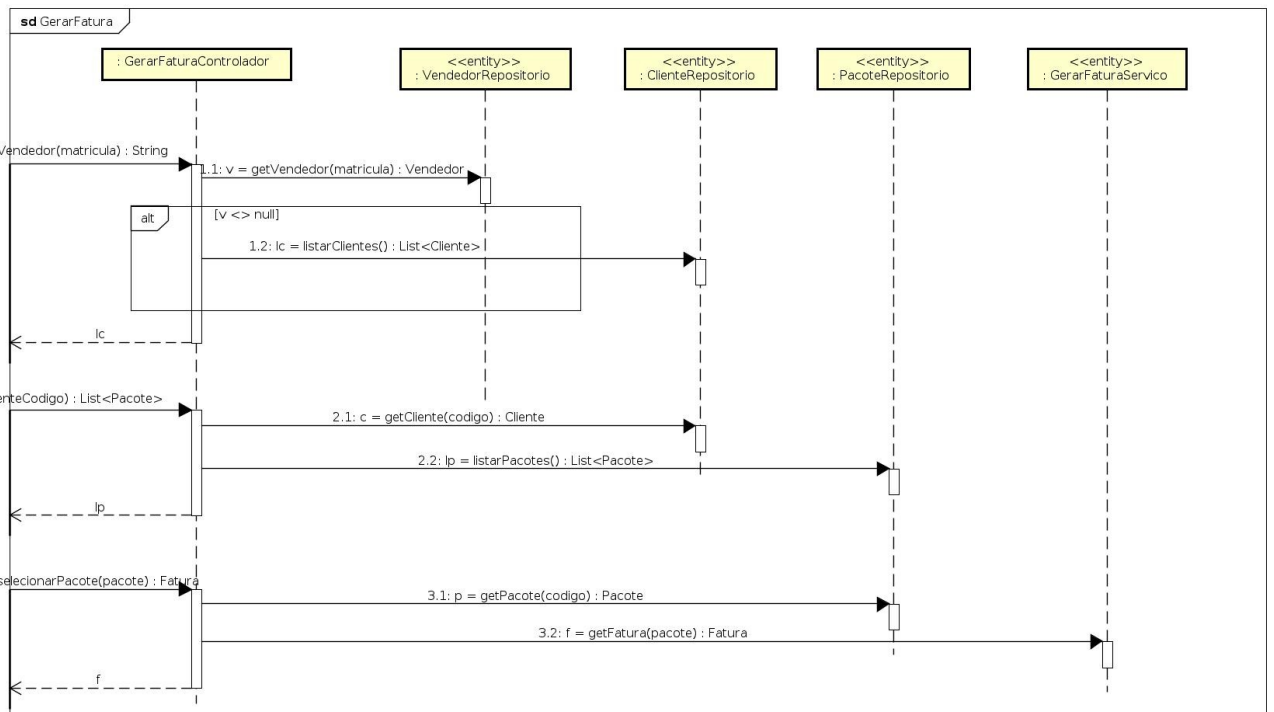 sd GerarFatura
: GerarFaturaControlador
<<entity>>
: VendedorRepositorio
<<entity>>
: ClienteRepositorio
<<entity>>
: PacoteRepositorio
<<entity>>
: GerarFaturaServico
Vendedor(matricula) : String
1.1: v = getVendedor(matricula) : Vendedor
alt
[v <> null]
1.2: lc = listarClientes() : List<Cliente>
lc
enteCodigo) : List<Pacote>
2.1: c = getCliente(codigo) : Cliente
2.2: lp = listarPacotes() : List<Pacote>
lp
selecionarPacote(pacote) : Fatura
3.1: p = getPacote(codigo) : Pacote
3.2: f = getFatura(pacote) : Fatura
f